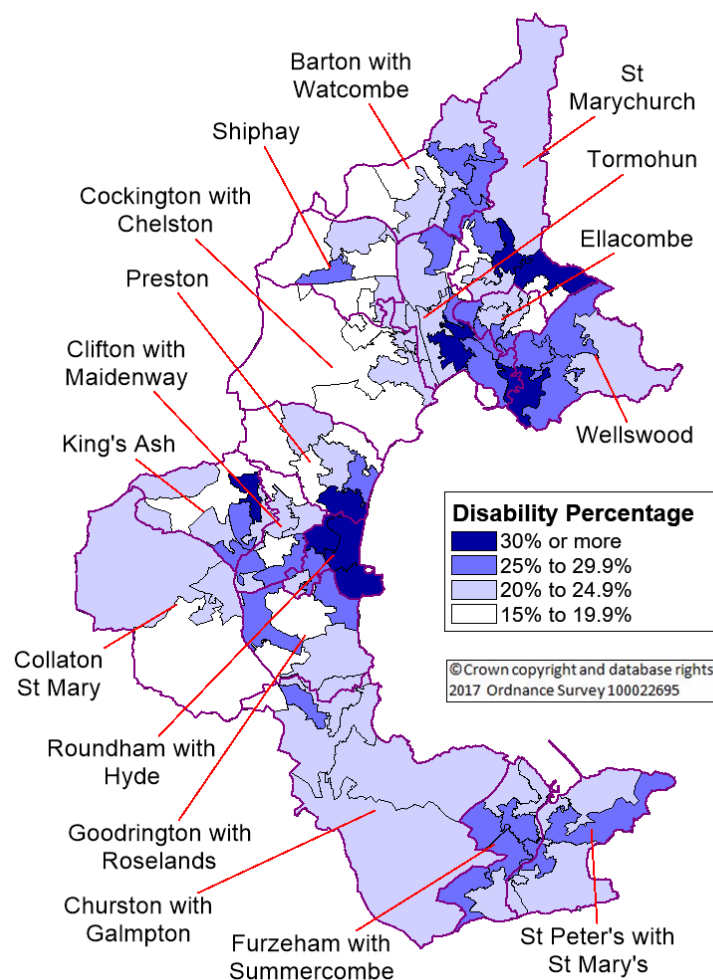 Barton with
Watcombe
St
Marychurch
Shiphay
Tormohun
Cockington with
Chelston
Ellacombe
Preston
Clifton with
Maidenway
King's Ash
Wellswood
Disability Percentage
30% or more
25% to 29.9%
20% to 24.9%
15% to 19.9%
©Crown copyright and database rights
2017 Ordnance Survey 100022695
Collaton
St Mary
Roundham with
Hyde
Goodrington with
Roselands
Churston with
Galmpton
Furzeham with
Summercombe
St Peter's with
St Mary's